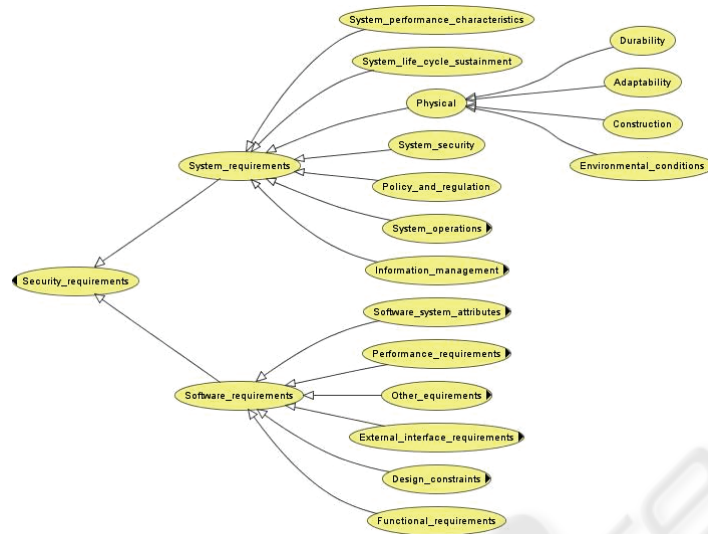 System_performance_characteristics
System_life_cycle_sustainment
Physical
Durability
Adaptability
Construction
Environmental_conditions
System_requirements
System_security
Policy_and_regulation
System_operations
Information_management
Security_requirements
Software_system_attributes
Performance_requirements
Software_requirements
Other_equirements
External_interface_requirements
Design_constraints
Functional_requirements